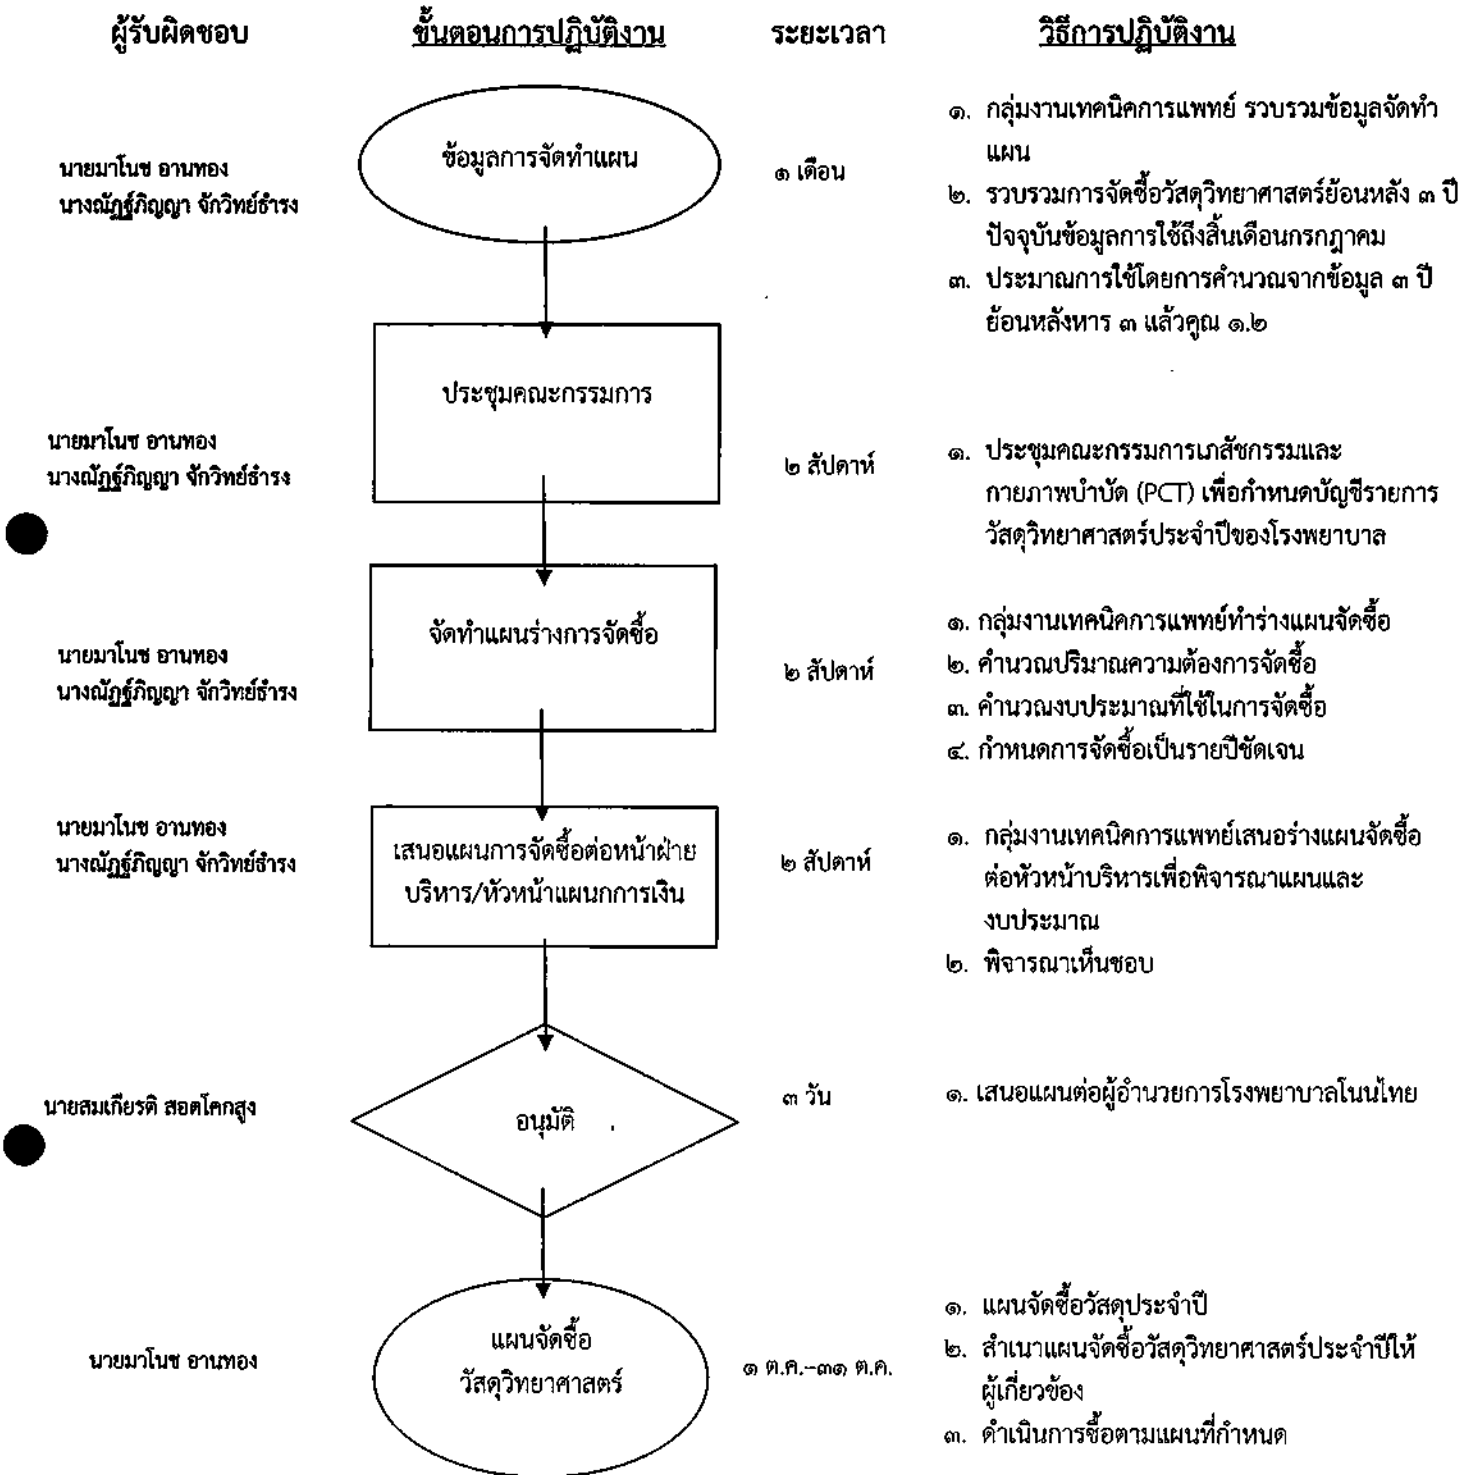 ผู้รับผิดชอบ
ขั้นตอนการปฏิบัติงาน
ระยะเวลา
วิธีการปฏิบัติงาน
นายมาโนช อานทอง
นางณัฏฐ์ภิญญา จักวิทย์ธำรง
ข้อมูลการจัดทำแผน
๑ เดือน
๑. กลุ่มงานเทคนิคการแพทย์ รวบรวมข้อมูลจัดทำ
แผน
๒. รวบรวมการจัดซื้อวัสดุวิทยาศาสตร์ย้อนหลัง ๓ ปี
ปัจจุบันข้อมูลการใช้ถึงสิ้นเดือนกรกฎาคม
๓. ประมาณการใช้โดยการคำนวณจากข้อมูล ๓ ปี
ย้อนหลังหาร ๓ แล้วคูณ ๑.๒
นายมาโนช อานทอง
นางณัฏฐ์ภิญญา จักวิทย์ธำรง
ประชุมคณะกรรมการ
๒ สัปดาห์
๑. ประชุมคณะกรรมการเภสัชกรรมและ
กายภาพบำบัด (PCT) เพื่อกำหนดบัญชีรายการ
วัสดุวิทยาศาสตร์ประจำปีของโรงพยาบาล
นายมาโนช อานทอง
นางณัฏฐ์ภิญญา จักวิทย์ธำรง
จัดทำแผนร่างการจัดซื้อ
๒ สัปดาห์
๑. กลุ่มงานเทคนิคการแพทย์ทำร่างแผนจัดซื้อ
๒. คำนวณปริมาณความต้องการจัดซื้อ
๓. คำนวณงบประมาณที่ใช้ในการจัดซื้อ
๔. กำหนดการจัดซื้อเป็นรายปีชัดเจน
นายมาโนช อานทอง
นางณัฏฐ์ภิญญา จักวิทย์ธำรง
เสนอแผนการจัดซื้อต่อหน้าฝ่าย
บริหาร/หัวหน้าแผนกการเงิน
๒ สัปดาห์
๑. กลุ่มงานเทคนิคการแพทย์เสนอร่างแผนจัดซื้อ
ต่อหัวหน้าบริหารเพื่อพิจารณาแผนและ
งบประมาณ
๒. พิจารณาเห็นชอบ
นายสมเกียรติ สอดโคกสูง
อนุมัติ
๓ วัน
๑. เสนอแผนต่อผู้อำนวยการโรงพยาบาลโนนไทย
นายมาโนช อานทอง
แผนจัดซื้อ
วัสดุวิทยาศาสตร์
๑ ต.ค.-๓๑ ต.ค.
๑. แผนจัดซื้อวัสดุประจำปี
๒. สำเนาแผนจัดซื้อวัสดุวิทยาศาสตร์ประจำปีให้
ผู้เกี่ยวข้อง
๓. ดำเนินการซื้อตามแผนที่กำหนด